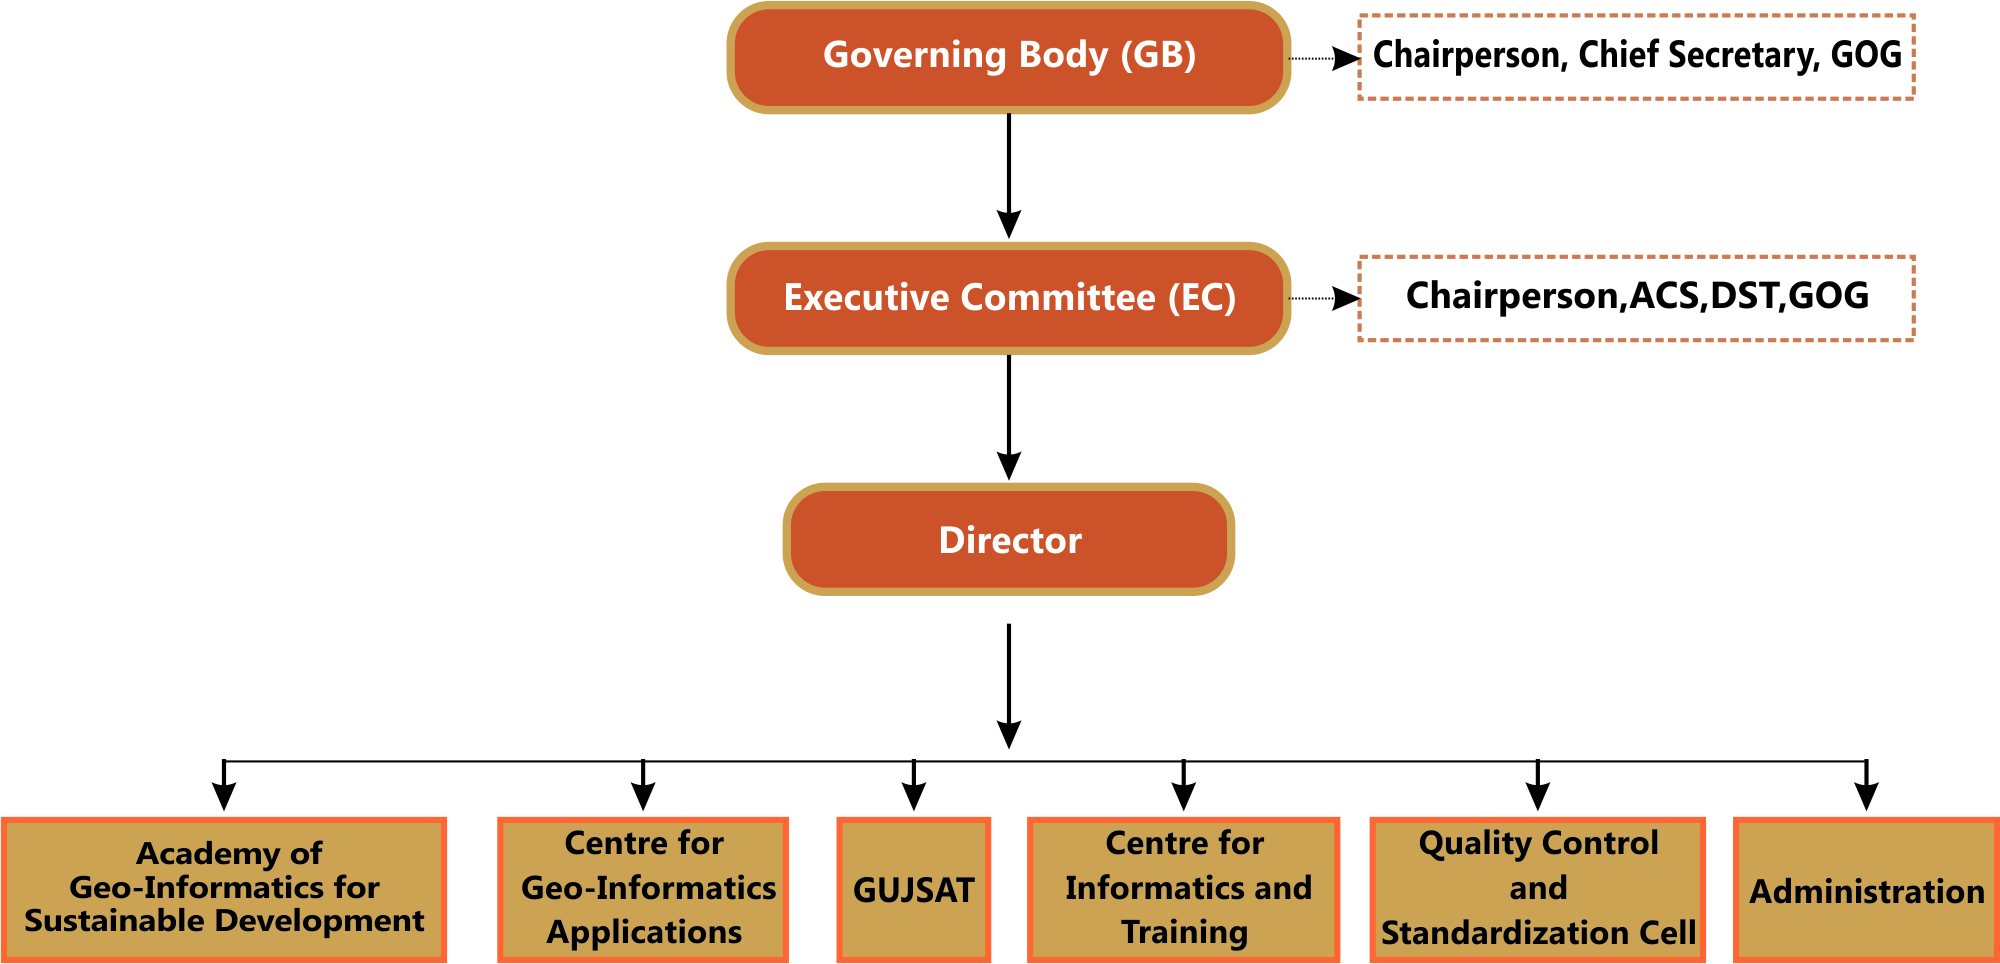 Governing Body (GB)
Chairperson, Chief Secretary, GOG
Executive Committee (EC)
Chairperson,ACS,DST,GOG
Director
Academy of
Geo-Informatics for
Sustainable Development
Centre for
Geo-Informatics
Applications
GUJSAT
Centre for
Informatics and
Training
Quality Control
and
Standardization Cell
Administration